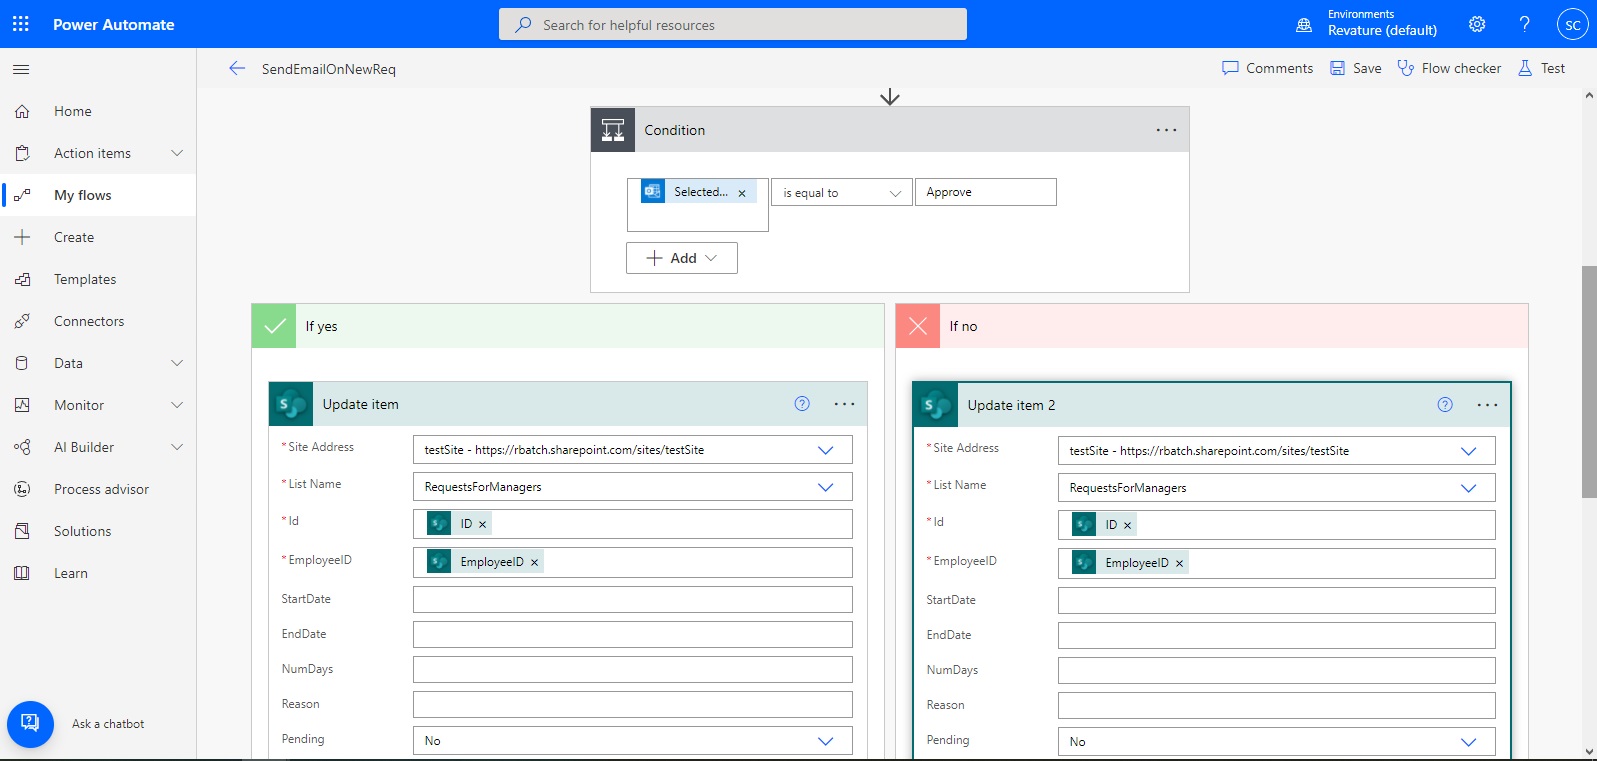 Power Automate
Search for helpful resources
Environments
Revature (default)
?
SC
SendEmailOnNewReq
Comments
Save
Flow checker
Test
Home
Action items
My flows
Create
Templates
Connectors
Data
Monitor
AI Builder
Process advisor
Solutions
Learn
Ask a chatbot
Condition
Selected... ×
is equal to
Approve
Add
If yes
Update item
?
*Site Address
testSite - https://rbatch.sharepoint.com/sites/testSite
*List Name
RequestsForManagers
*Id
S ID ×
*EmployeeID
S EmployeeID ×
StartDate
EndDate
NumDays
Reason
Pending
No
If no
Update item 2
?
*Site Address
testSite - https://rbatch.sharepoint.com/sites/testSite
*List Name
RequestsForManagers
*Id
S ID ×
*EmployeeID
S EmployeeID ×
StartDate
EndDate
NumDays
Reason
Pending
No